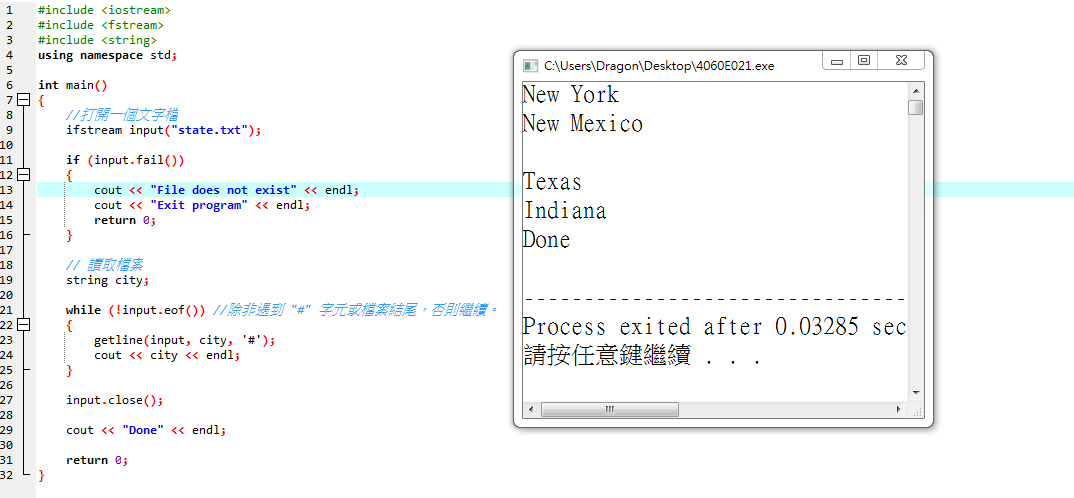 1 #include <iostream>
2 #include <fstream>
3 #include <string>
4 using namespace std;
5
6 int main()
7 {
8 //打開一個文字檔
9 ifstream input("state.txt");
10
11 if (input.fail())
12 {
13 cout << "File does not exist" << endl;
14 cout << "Exit program" << endl;
15 return 0;
16 }
17
18 // 讀取檔案
19 string city;
20
21 while (!input.eof()) //除非遇到 "#" 字元或檔案結尾。否則繼續。
22 {
23 getline(input, city, '#');
24 cout << city << endl;
25 }
26
27 input.close();
28
29 cout << "Done" << endl;
30
31 return 0;
32 }
C:\Users\Dragon\Desktop\4060E021.exe
New York
New Mexico
Texas
Indiana
Done
--------------------------------
Process exited after 0.03285 sec
請按任意鍵繼續 . . .